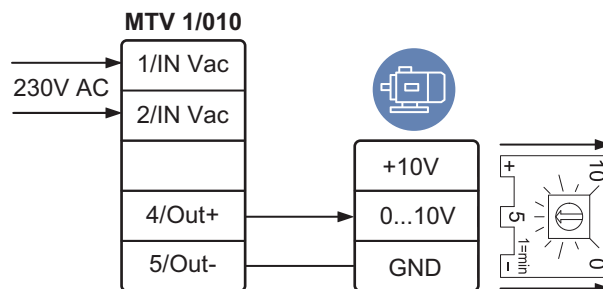 MTV 1/010
230V AC
1/IN Vac
2/IN Vac
4/Out+
5/Out-
+10V
0...10V
GND
+
5
-
1=min
10
0